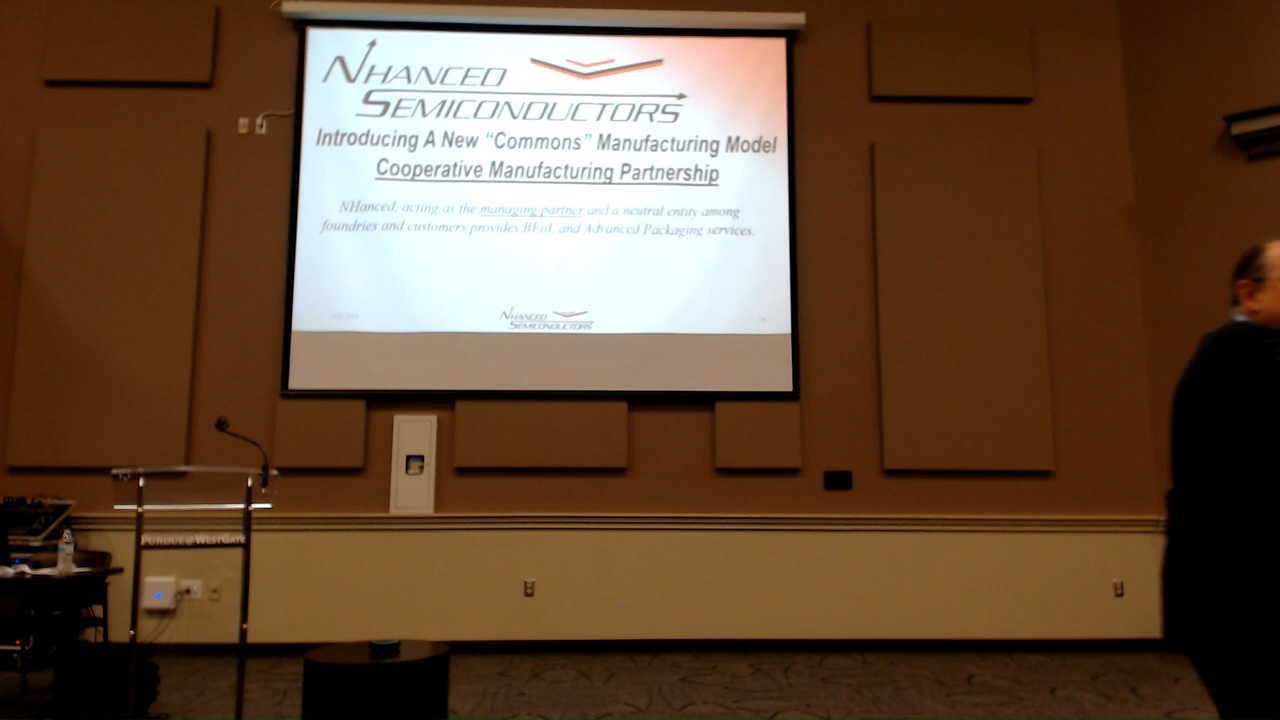 NHANCED
SEMICONDUCTORS
Introducing A New "Commons" Manufacturing Model
Cooperative Manufacturing Partnership
NHanced, acting as the managing partner and a neutral entity among
foundries and customers provides BEoL and Advanced Packaging services.
NHANCED
SEMICONDUCTORS
PURDUE@WESTGATE